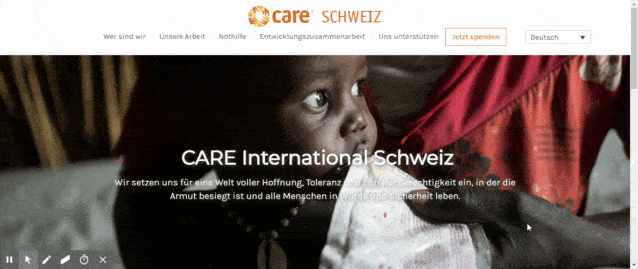 care SCHWEIZ
Wer sind wir Unsere Arbeit Nothilfe Entwicklungszusammenarbeit Uns unterstützen Jetzt spenden Deutsch
CARE International Schweiz
Wir setzen uns für eine Welt voller Hoffnung, Toleranz und sozialer Gerechtigkeit ein, in der die
Armut besiegt ist und alle Menschen in Würde und Sicherheit leben.